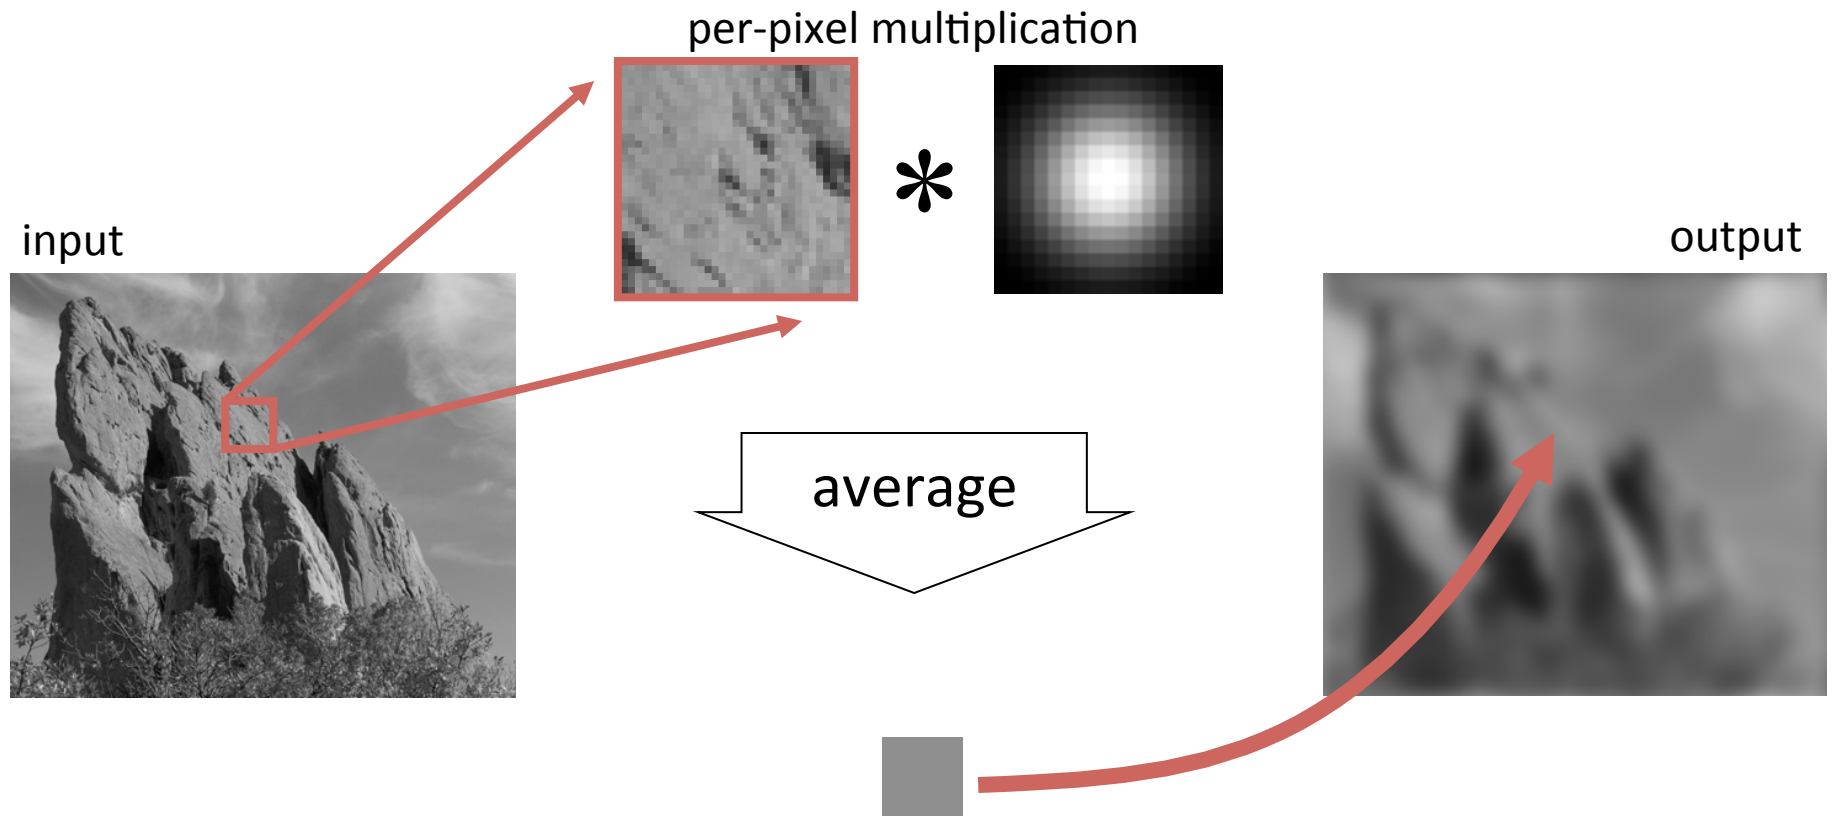 per-pixel multiplication
*
input
output
average